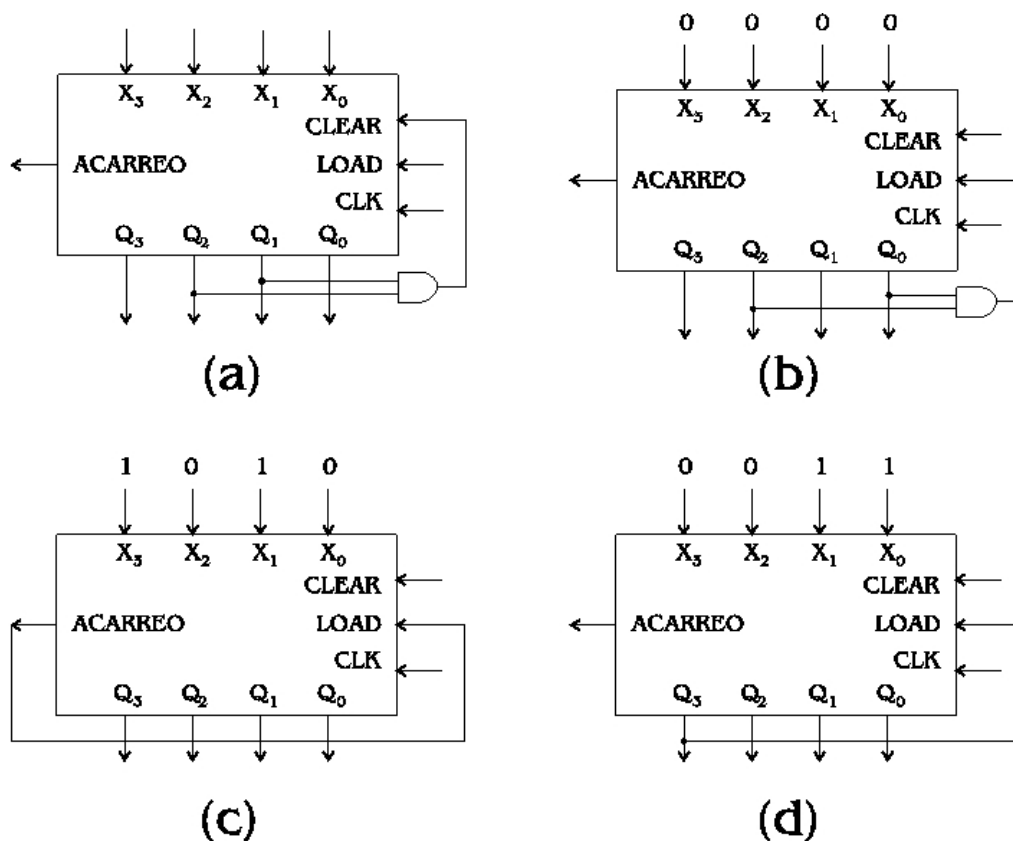 0 0 0 0
X3 X2 X1 X0
CLEAR
ACARREO LOAD
CLK
Q3 Q2 Q1 Q0
(a)
X3 X2 X1 X0
CLEAR
ACARREO LOAD
CLK
Q3 Q2 Q1 Q0
(b)
1 0 1 0
X3 X2 X1 X0
CLEAR
ACARREO LOAD
CLK
Q3 Q2 Q1 Q0
(c)
0 0 1 1
X3 X2 X1 X0
CLEAR
ACARREO LOAD
CLK
Q3 Q2 Q1 Q0
(d)